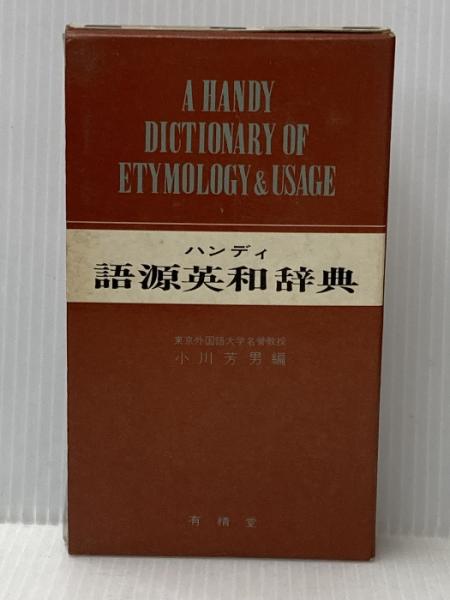 A HANDY
DICTIONARY OF
ETYMOLOGY & USAGE
ハンディ
語源英和辞典
東京外国語大学名誉教授
小川芳男編
有精堂